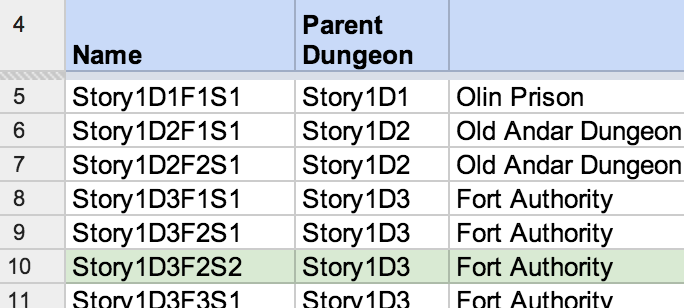 4 Name Parent Dungeon
5 Story1D1F1S1 Story1D1 Olin Prison
6 Story1D2F1S1 Story1D2 Old Andar Dungeon
7 Story1D2F2S1 Story1D2 Old Andar Dungeon
8 Story1D3F1S1 Story1D3 Fort Authority
9 Story1D3F2S1 Story1D3 Fort Authority
10 Story1D3F2S2 Story1D3 Fort Authority
11 Story1D3F3S1 Story1D3 Fort Authority